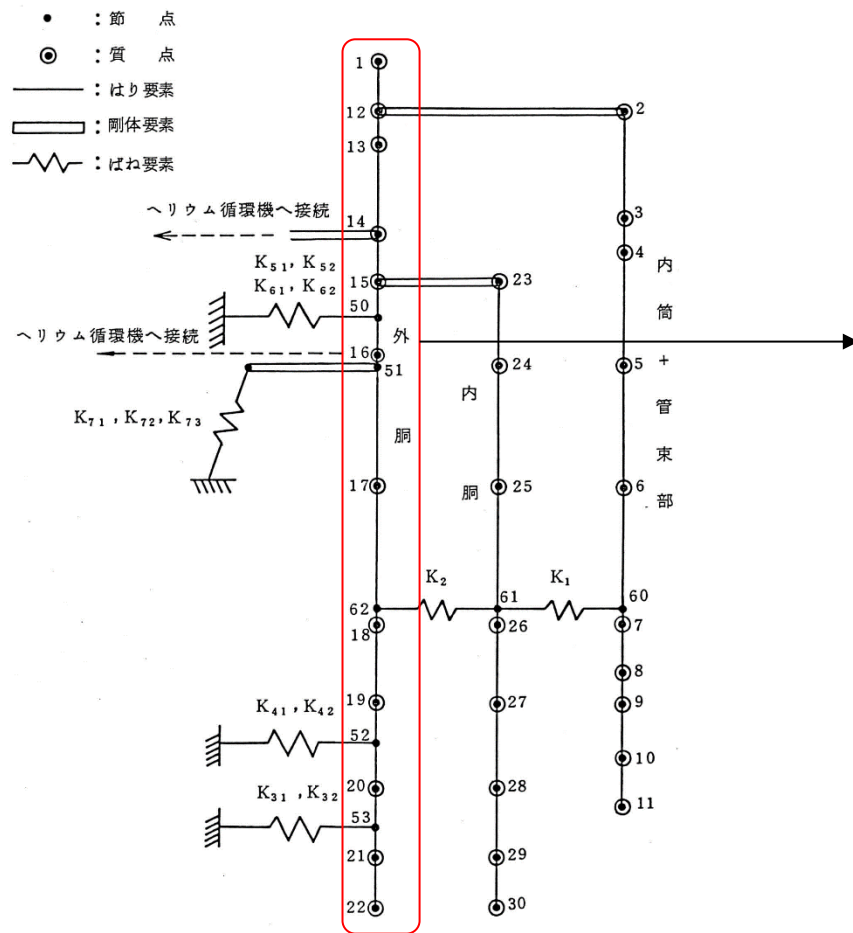 : 節 点
: 質 点
: はり要素
: 剛体要素
: ばね要素
1
12
2
13
3
ヘリウム循環機へ接続
14
4
K₅₁, K₅₂
K₆₁, K₆₂
15
23
50
ヘリウム循環機へ接続
16
51
外胴
24
内胴
5
内筒+管束部
K₇₁, K₇₂, K₇₃
17
25
6
K₂
K₁
62
61
60
18
26
7
8
19
27
9
K₄₁, K₄₂
52
10
20
28
K₃₁, K₃₂
53
11
21
29
22
30